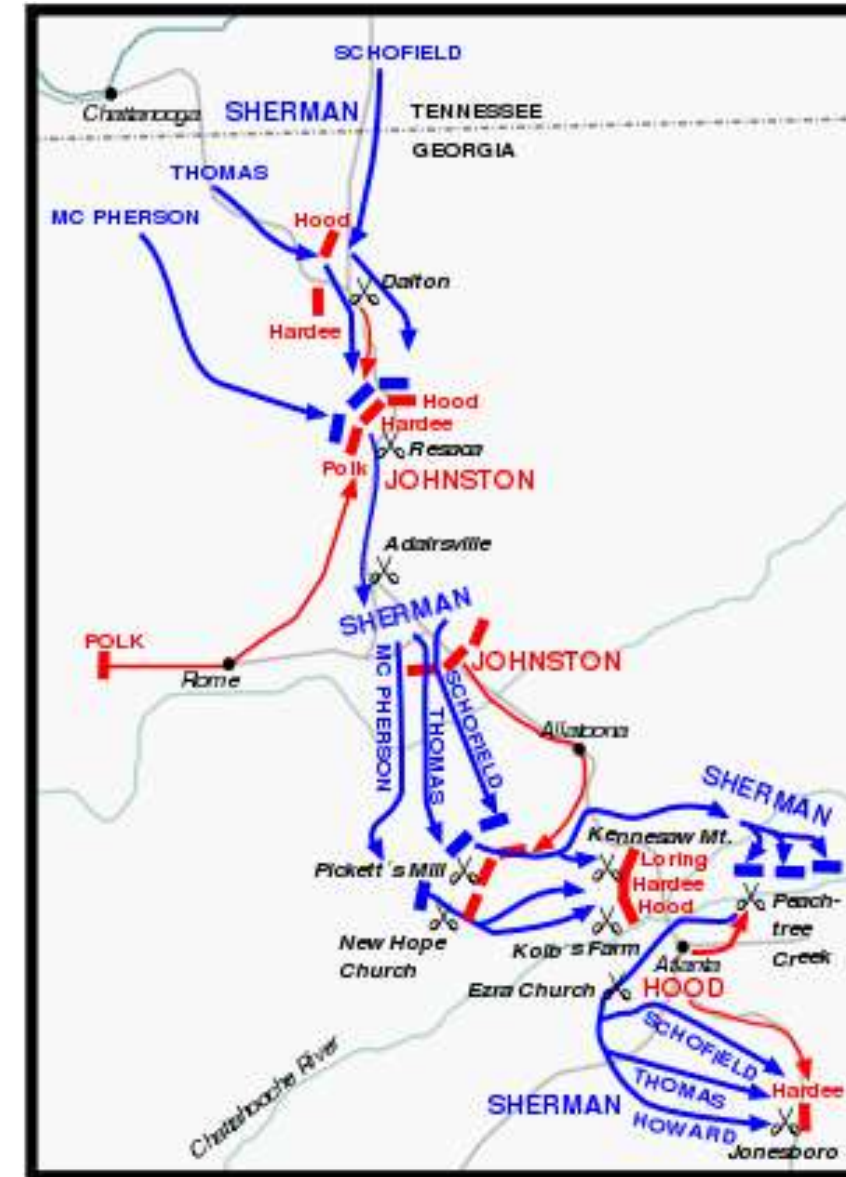 SCHOFIELD
Chattanooga
SHERMAN
TENNESSEE
GEORGIA
THOMAS
MC PHERSON
Hood
Dalton
Hardee
Hood
Hardee
Resaca
Polk
JOHNSTON
Adairsville
SHERMAN
POLK
Rome
JOHNSTON
MC PHERSON
THOMAS
SCHOFIELD
Allatoona
SHERMAN
Kennesaw Mt.
Loring
Pickett's Mill
Hardee
Hood
Peach-
tree
Creek
New Hope
Church
Kolb's Farm
Atlanta
Ezra Church
HOOD
SCHOFIELD
Chattahooche River
THOMAS
Hardee
SHERMAN
HOWARD
Jonesboro